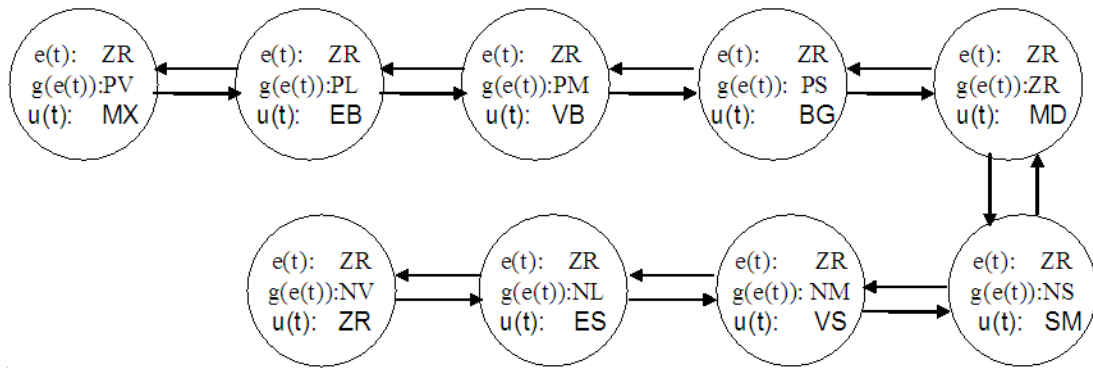 e(t): ZR
g(e(t)):PV
u(t): MX
e(t): ZR
g(e(t)):PL
u(t): EB
e(t): ZR
g(e(t)):PM
u(t): VB
e(t): ZR
g(e(t)): PS
u(t): BG
e(t): ZR
g(e(t)):ZR
u(t): MD
e(t): ZR
g(e(t)):NV
u(t): ZR
e(t): ZR
g(e(t)):NL
u(t): ES
e(t): ZR
g(e(t)): NM
u(t): VS
e(t): ZR
g(e(t)):NS
u(t): SM